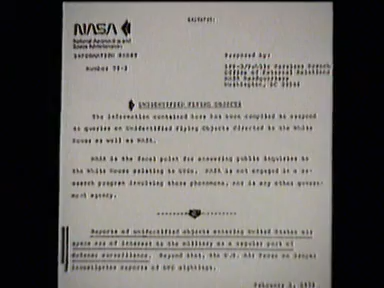 NASA
National Aeronautics and
Space Administration
INFORMATION SHEET
Number 78-1
Prepared by:
Public Services Branch
Office of External Relations
NASA Headquarters
Washington, DC 20546
UNIDENTIFIED FLYING OBJECTS
The information contained here has been compiled to respond
to queries on Unidentified Flying Objects directed to the White
House as well as NASA.
NASA is the focal point for answering public inquiries to
the White House relating to UFOs. NASA is not engaged in a re-
search program involving these phenomena, nor is any other govern-
ment agency.
Reports of unidentified objects entering United States air
space are of interest to the military as a regular part of
defense surveillance. Beyond that, the U.S. Air Force no longer
investigates reports of UFO sightings.
February 1, 1978